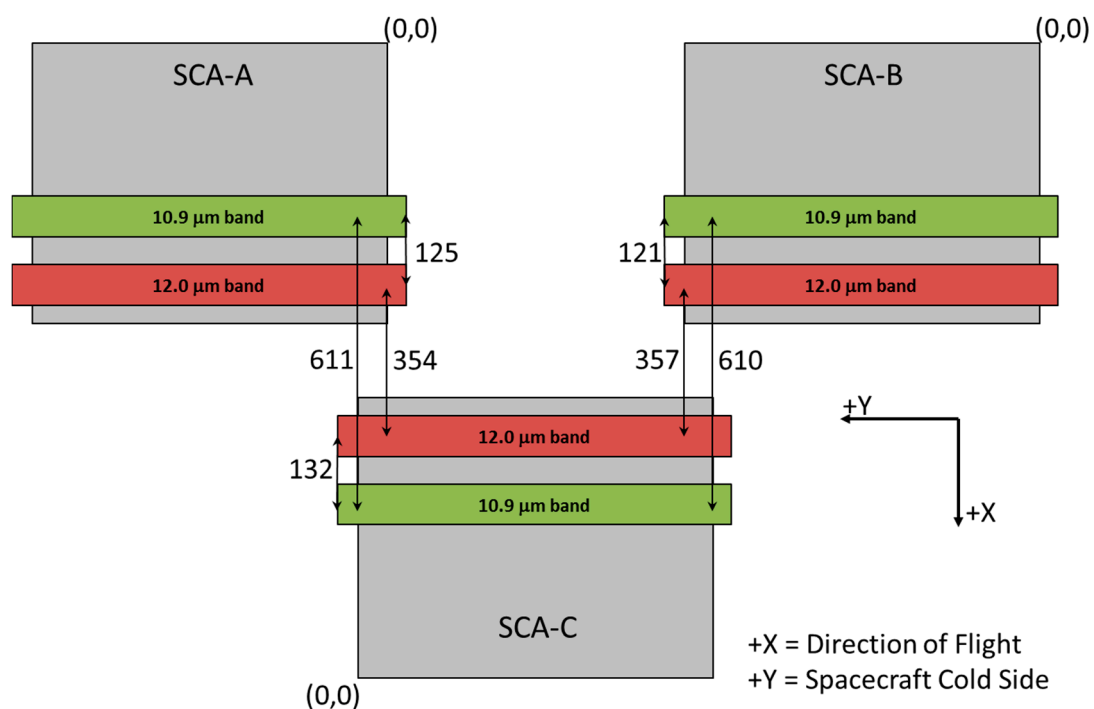 (0,0)
(0,0)
SCA-A
SCA-B
10.9 µm band
10.9 µm band
125
121
12.0 µm band
12.0 µm band
611
354
357
610
+Y
12.0 µm band
132
10.9 µm band
+X
SCA-C
+X = Direction of Flight
+Y = Spacecraft Cold Side
(0,0)